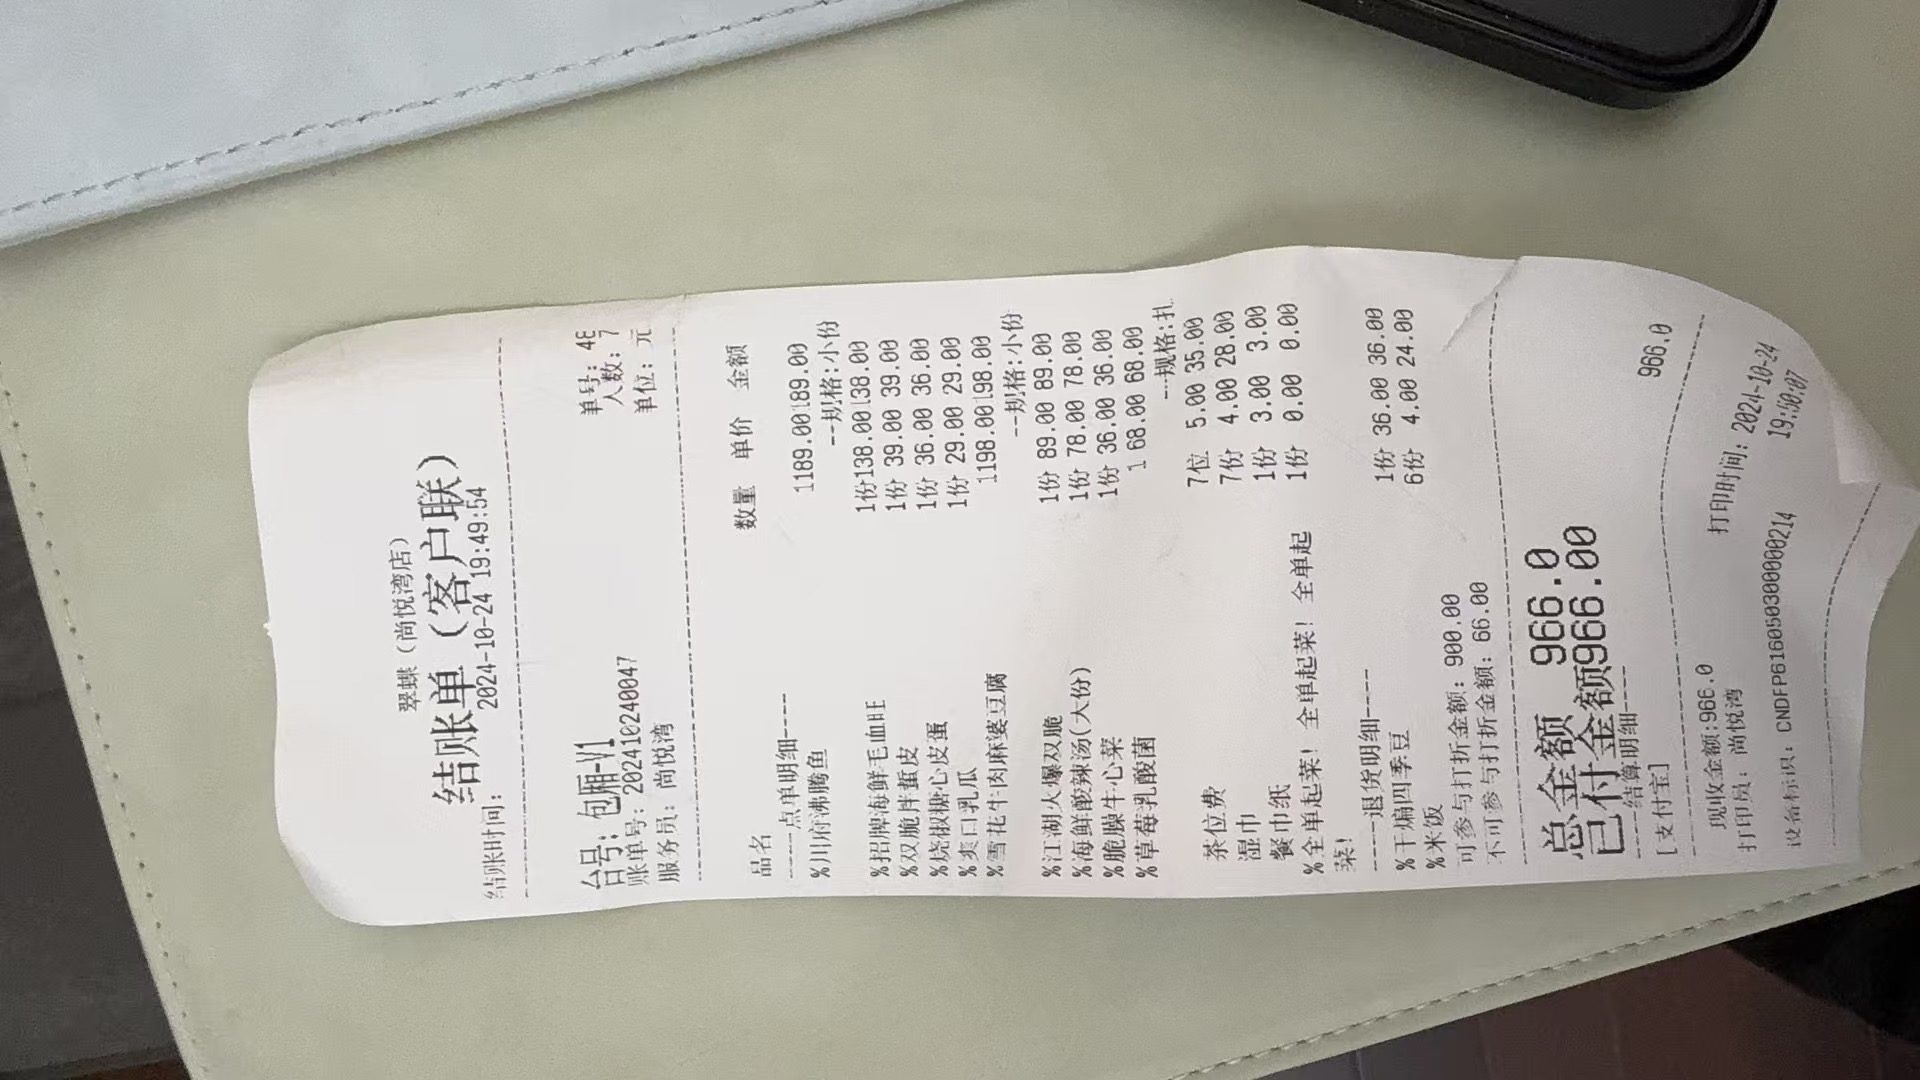 翠蝶(尚悦湾店)
结账单(客户联)
结账时间: 2024-10-24 19:49:54
单号: 48
台号: 包厢-V1 人数: 7
账单号: 202410240047 单位: 元
服务员: 尚悦湾
品名 数量 单价 金额
----点单明细----
%川府沸腾鱼 1189.00189.00
--规格:小份
%招牌海鲜毛血旺 1份138.00138.00
%双脆拌蜇皮 1份 39.00 39.00
%烧椒糖心皮蛋 1份 36.00 36.00
%爽口乳瓜 1份 29.00 29.00
%雪花牛肉麻婆豆腐 1198.00198.00
--规格:小份
%江湖火爆双脆 1份 89.00 89.00
%海鲜酸辣汤(大份) 1份 78.00 78.00
%脆臊牛心菜 1份 36.00 36.00
%草莓乳酸菌 1 68.00 68.00
--规格:扎
茶位费 7位 5.00 35.00
湿巾 7份 4.00 28.00
餐巾纸 1份 3.00 3.00
%全单起菜! 全单起菜! 全单起 1份 0.00 0.00
菜!
----退货明细----
%干煸四季豆 1份 36.00 36.00
%米饭 6份 4.00 24.00
可参与打折金额: 900.00
不可参与打折金额: 66.00
总金额 966.0
已付金额966.00
----结算明细----
[支付宝] 966.0
现收金额:966.0
打印员: 尚悦湾 打印时间: 2024-10-24
19:50:07
设备标识: CNDFP61605030000214